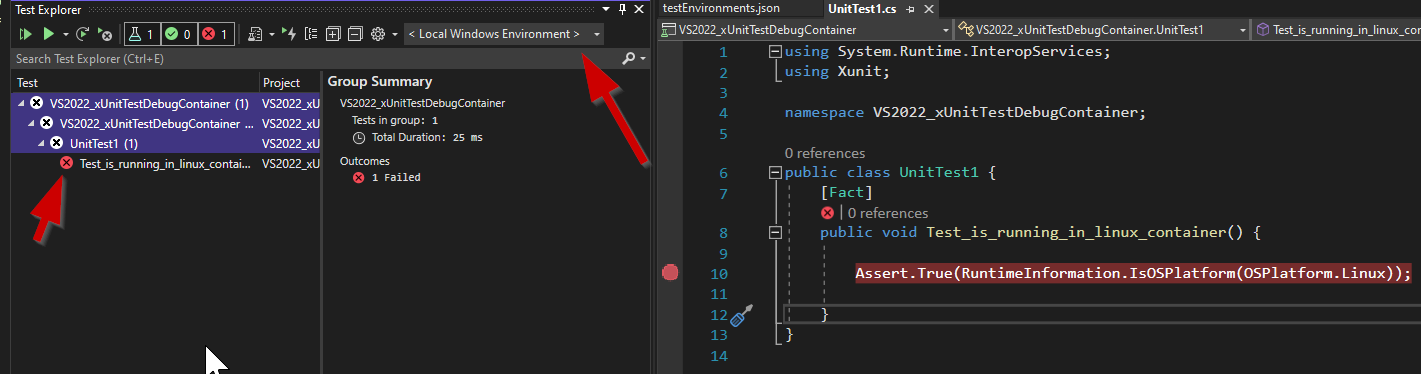 Test Explorer
1 0 1 < Local Windows Environment >
Search Test Explorer (Ctrl+E)
Test Project
VS2022_xUnitTestDebugContainer (1) VS2022_xU
VS2022_xUnitTestDebugContainer ... VS2022_xU
UnitTest1 (1) VS2022_xU
Test_is_running_in_linux_contai... VS2022_xU
Group Summary
VS2022_xUnitTestDebugContainer
Tests in group: 1
Total Duration: 25 ms
Outcomes
1 Failed
testEnvironments.json UnitTest1.cs
VS2022_xUnitTestDebugContainer VS2022_xUnitTestDebugContainer.UnitTest1 Test_is_running_in_linux_co
1 using System.Runtime.InteropServices;
2 using Xunit;
3
4 namespace VS2022_xUnitTestDebugContainer;
5
0 references
6 public class UnitTest1 {
7 [Fact]
| 0 references
8 public void Test_is_running_in_linux_container() {
9
10 Assert.True(RuntimeInformation.IsOSPlatform(OSPlatform.Linux));
11
12 }
13 }
14